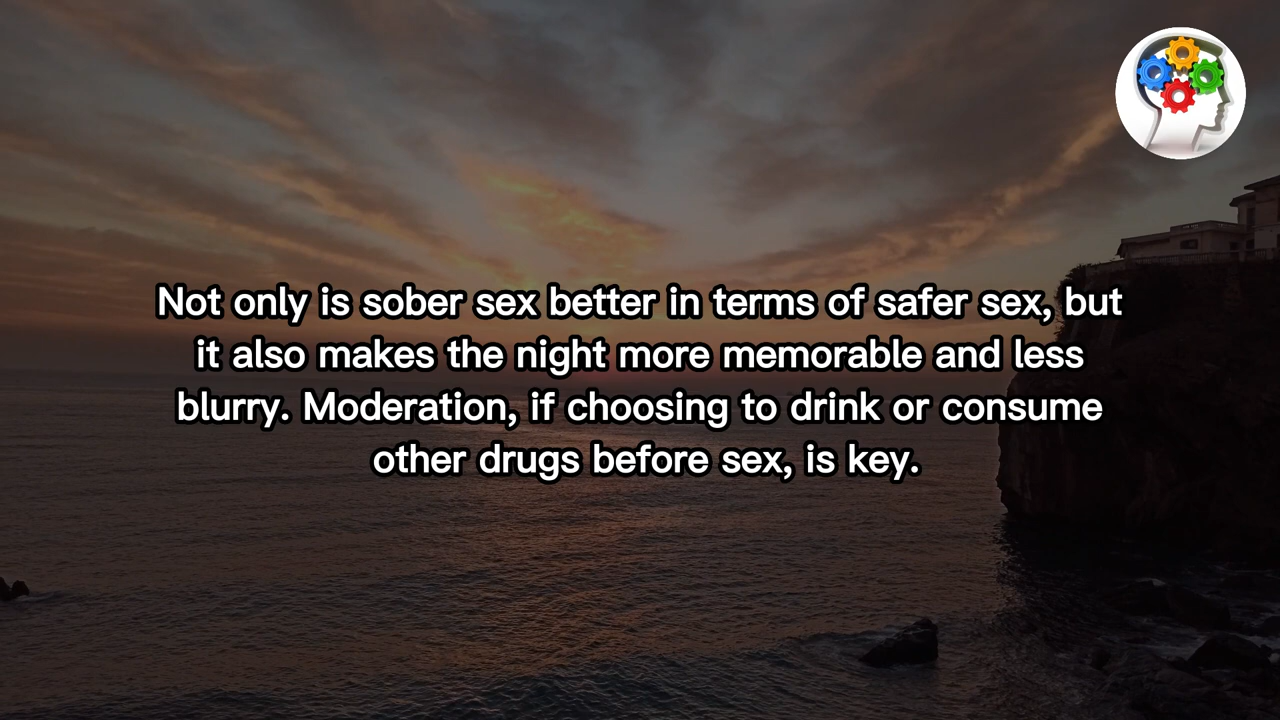 Not only is sober sex better in terms of safer sex, but
it also makes the night more memorable and less
blurry. Moderation, if choosing to drink or consume
other drugs before sex, is key.